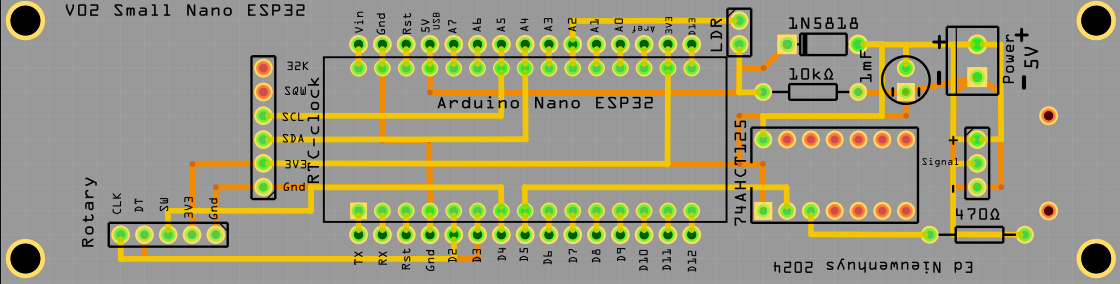 V02 Small Nano ESP32
Vin Gnd Rst 5V USB A7 A6 A5 A4 A3 A2 A1 A0 Aref 3V3 D13
LDR
1N5818
1mF
+
-
Power
+
-
5V
10kΩ
32K
SQW
SCL
SDA
3V3
Gnd
RTC-clock
Arduino Nano ESP32
74AHCT125
+
Signal
-
470Ω
Rotary
CLK DT SW 3V3 Gnd
TX RX Rst Gnd D2 D3 D4 D5 D6 D7 D8 D9 D10 D11 D12
Ed Nieuwenhuys 2024